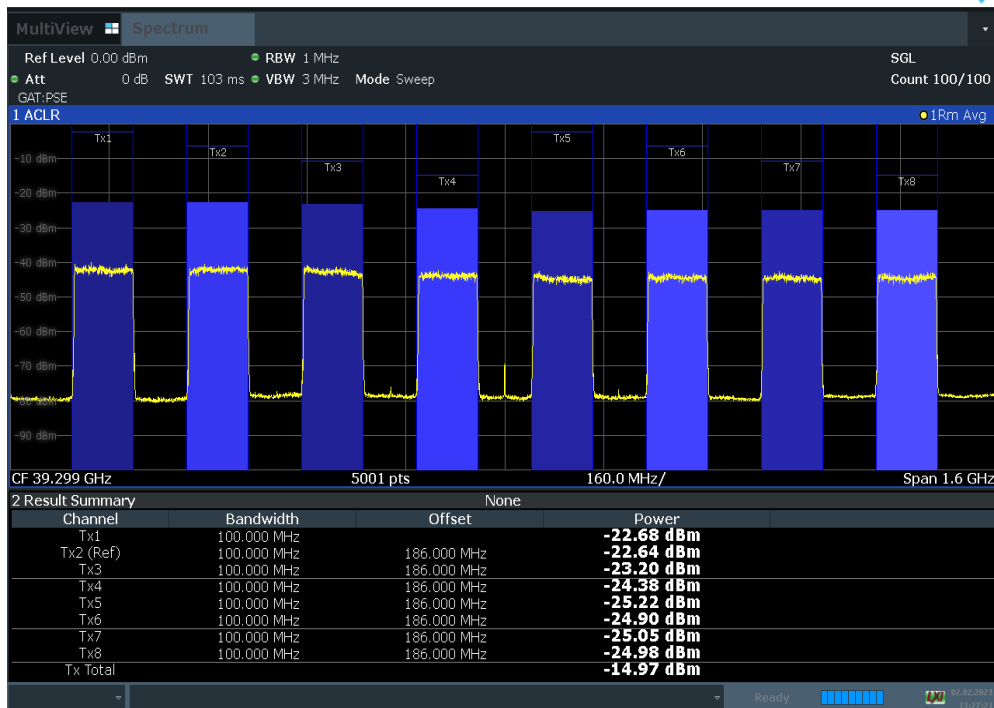 MultiView Spectrum
Ref Level 0.00 dBm RBW 1 MHz SGL
Att 0 dB SWT 103 ms VBW 3 MHz Mode Sweep Count 100/100
GAT:PSE
1 ACLR 1Rm Avg
Tx1 Tx5
Tx2 Tx6
-10 dBm
Tx3 Tx7
Tx4 Tx8
-20 dBm
-30 dBm
-40 dBm
-50 dBm
-60 dBm
-70 dBm
-80 dBm
-90 dBm
CF 39.299 GHz 5001 pts 160.0 MHz/ Span 1.6 GHz
2 Result Summary None
Channel Bandwidth Offset Power
Tx1 100.000 MHz -22.68 dBm
Tx2 (Ref) 100.000 MHz 186.000 MHz -22.64 dBm
Tx3 100.000 MHz 186.000 MHz -23.20 dBm
Tx4 100.000 MHz 186.000 MHz -24.38 dBm
Tx5 100.000 MHz 186.000 MHz -25.22 dBm
Tx6 100.000 MHz 186.000 MHz -24.90 dBm
Tx7 100.000 MHz 186.000 MHz -25.05 dBm
Tx8 100.000 MHz 186.000 MHz -24.98 dBm
Tx Total -14.97 dBm
Ready 02.02.2021
13:27:21